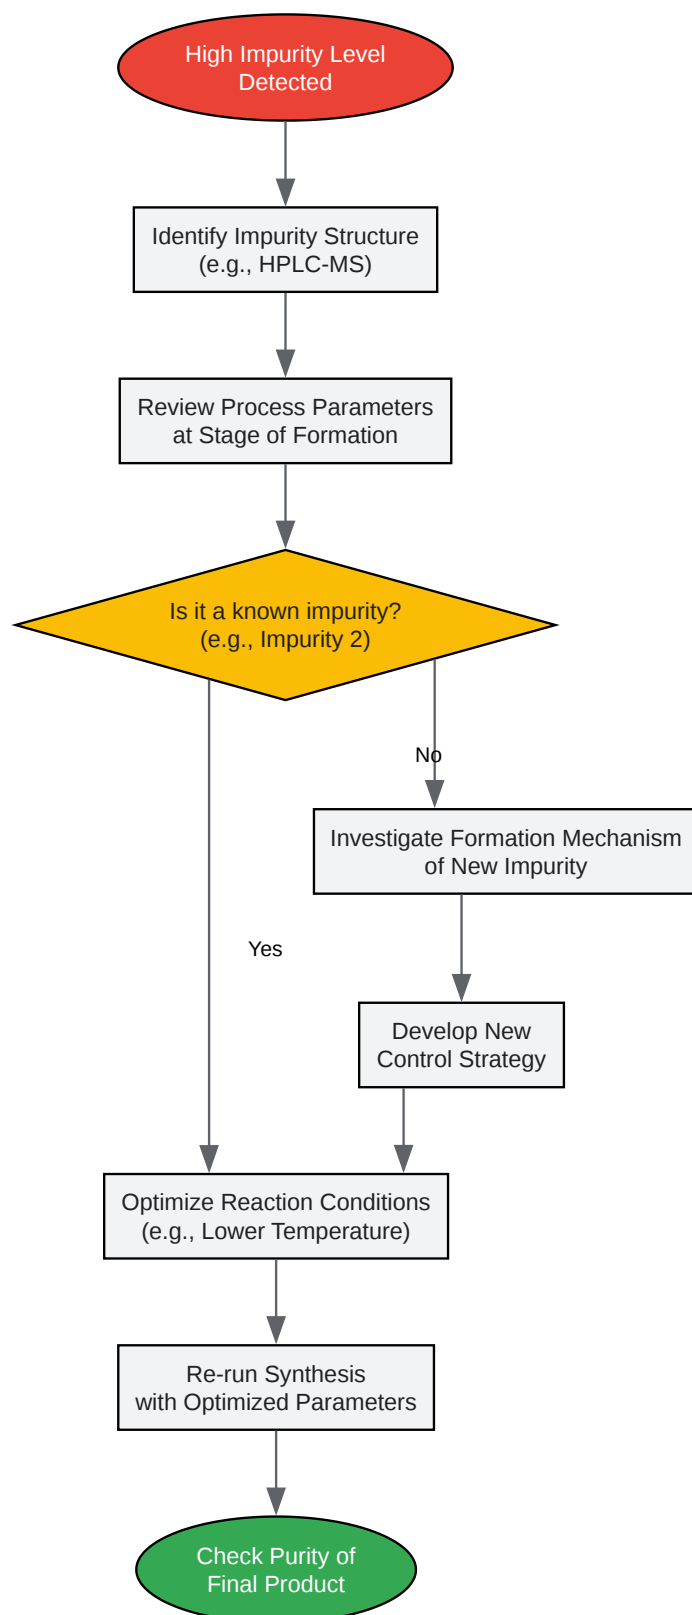 High Impurity Level
Detected
Identify Impurity Structure
(e.g., HPLC-MS)
Review Process Parameters
at Stage of Formation
Is it a known impurity?
(e.g., Impurity 2)
No
Investigate Formation Mechanism
of New Impurity
Yes
Develop New
Control Strategy
Optimize Reaction Conditions
(e.g., Lower Temperature)
Re-run Synthesis
with Optimized Parameters
Check Purity of
Final Product